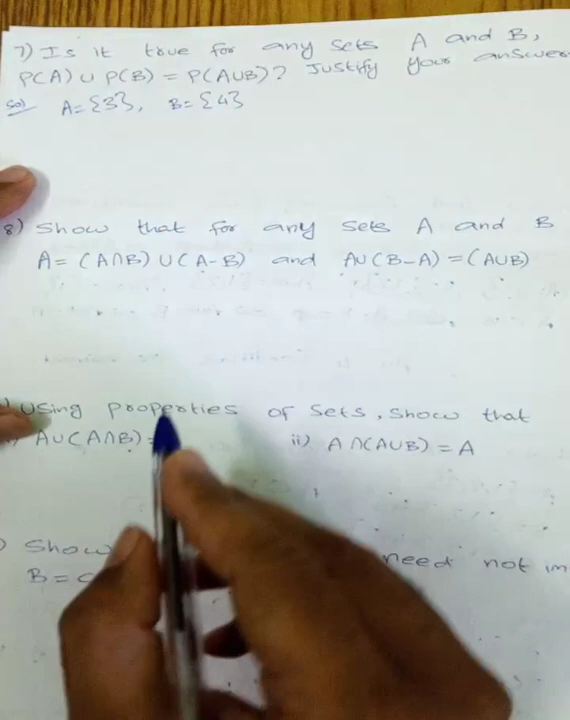 7) Is it true for any sets A and B,
P(A) ∪ P(B) = P(A∪B)? Justify your answer
Sol A = {3}, B = {4}
8) Show that for any sets A and B
A = (A∩B) ∪ (A-B) and A∪(B-A) = (A∪B)
Using properties of sets, show that
A∪(A∩B) = ii) A∩(A∪B) = A
Show need not im
B = C